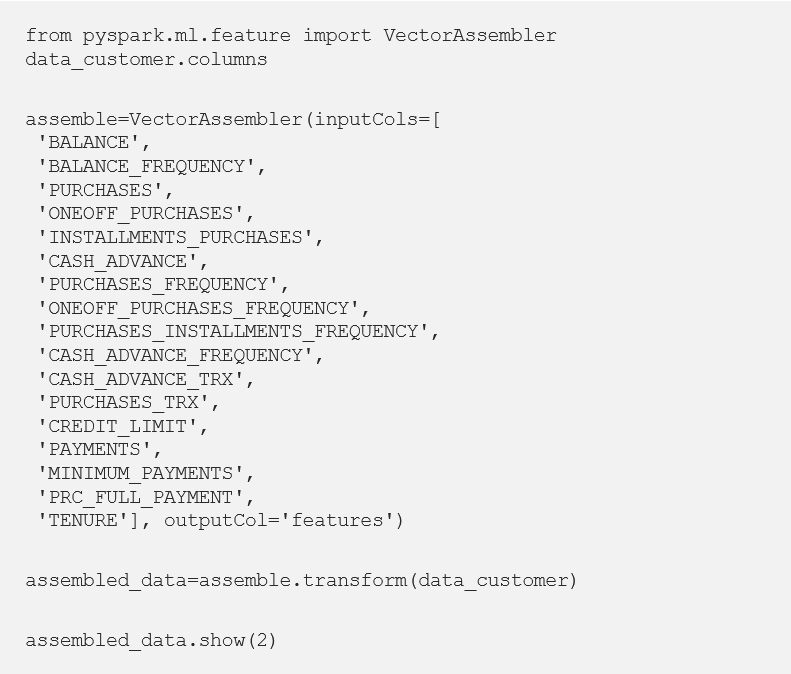 from pyspark.ml.feature import VectorAssembler
data_customer.columns
assemble=VectorAssembler(inputCols=[
'BALANCE',
'BALANCE_FREQUENCY',
'PURCHASES',
'ONEOFF_PURCHASES',
'INSTALLMENTS_PURCHASES',
'CASH_ADVANCE',
'PURCHASES_FREQUENCY',
'ONEOFF_PURCHASES_FREQUENCY',
'PURCHASES_INSTALLMENTS_FREQUENCY',
'CASH_ADVANCE_FREQUENCY',
'CASH_ADVANCE_TRX',
'PURCHASES_TRX',
'CREDIT_LIMIT',
'PAYMENTS',
'MINIMUM_PAYMENTS',
'PRC_FULL_PAYMENT',
'TENURE'], outputCol='features')
assembled_data=assemble.transform(data_customer)
assembled_data.show(2)